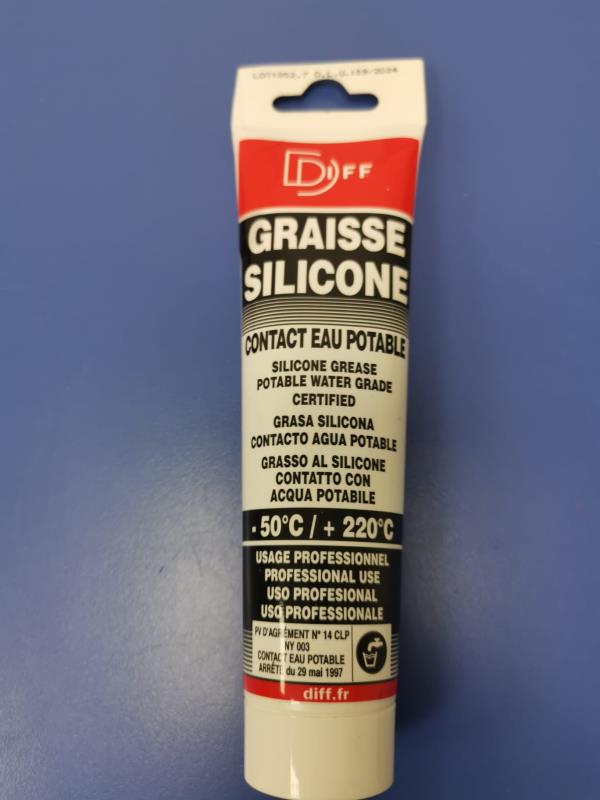 D.L.U.159/2024
DIFF
GRAISSE
SILICONE
CONTACT EAU POTABLE
SILICONE GREASE
POTABLE WATER GRADE
CERTIFIED
GRASA SILICONA
CONTACTO AGUA POTABLE
GRASSO AL SILICONE
CONTATTO CON
ACQUA POTABILE
- 50°C / + 220°C
USAGE PROFESSIONNEL
PROFESSIONAL USE
USO PROFESIONAL
USO PROFESSIONALE
PV D'AGRÉMENT N° 14 CLP
NY 003
CONTACT EAU POTABLE
ARRÊTÉ du 29 mai 1997
diff.fr